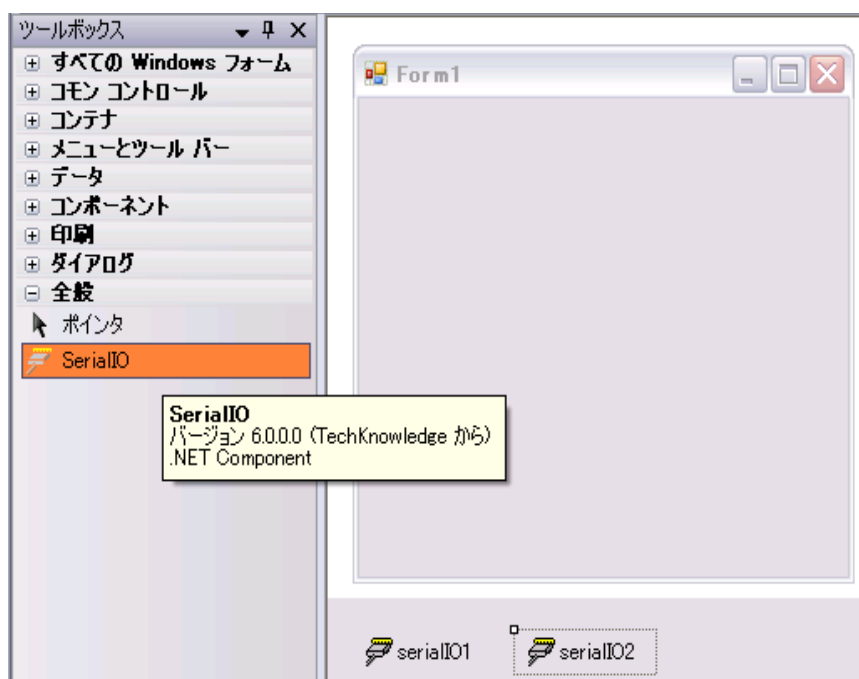 ツールボックス
すべての Windows フォーム
コモン コントロール
コンテナ
メニューとツール バー
データ
コンポーネント
印刷
ダイアログ
全般
ポインタ
SerialIO
SerialIO
バージョン 6.0.0.0 (TechKnowledge から)
.NET Component
Form1
serialIO1
serialIO2